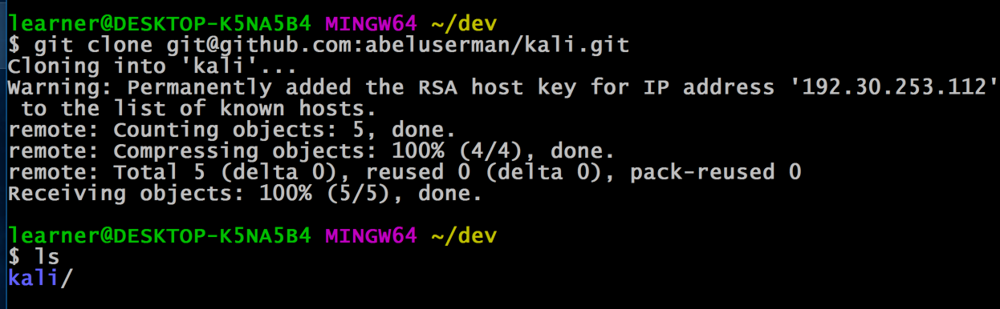 learner@DESKTOP-K5NA5B4 MINGW64 ~/dev
$ git clone git@github.com:abeluserman/kali.git
Cloning into 'kali'...
Warning: Permanently added the RSA host key for IP address '192.30.253.112'
 to the list of known hosts.
remote: Counting objects: 5, done.
remote: Compressing objects: 100% (4/4), done.
remote: Total 5 (delta 0), reused 0 (delta 0), pack-reused 0
Receiving objects: 100% (5/5), done.
learner@DESKTOP-K5NA5B4 MINGW64 ~/dev
$ ls
kali/